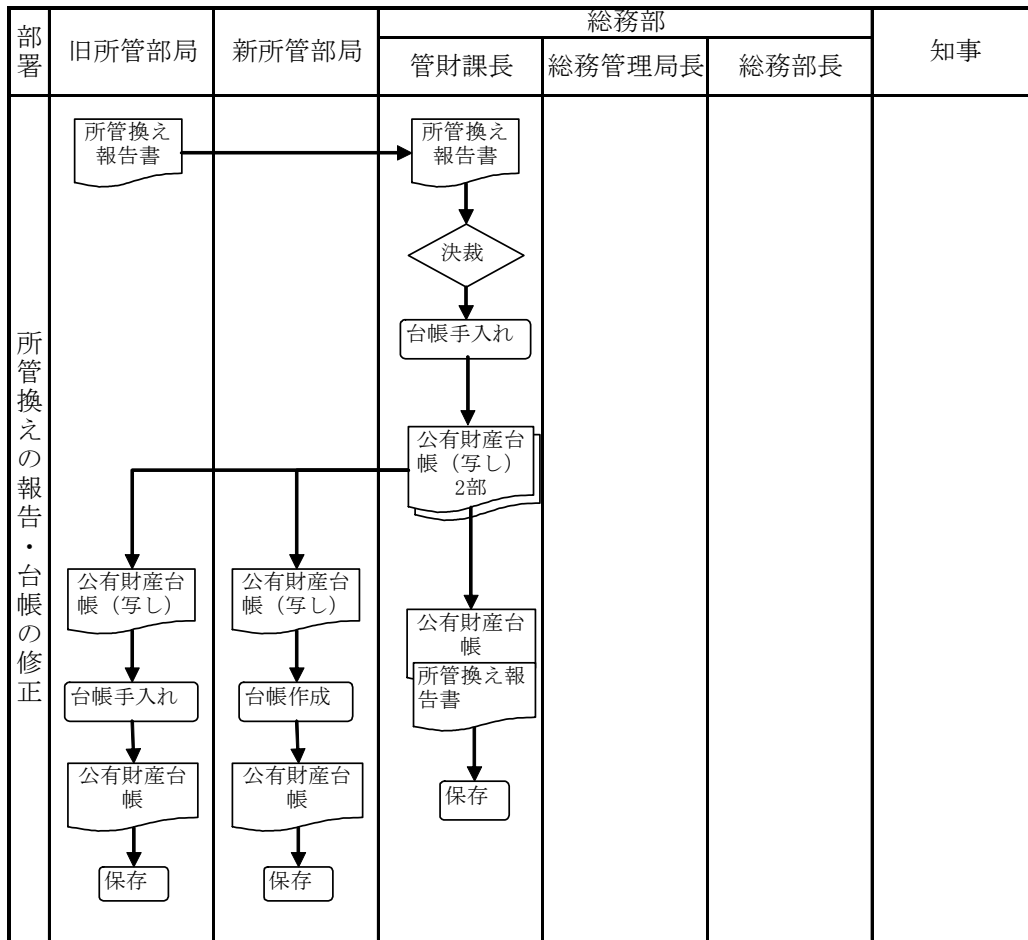 部署
旧所管部局
新所管部局
総務部
管財課長
総務管理局長
総務部長
知事
所管換えの報告・台帳の修正
所管換え
報告書
所管換え
報告書
決裁
台帳手入れ
公有財産台
帳（写し）
2部
公有財産台
帳（写し）
公有財産台
帳（写し）
公有財産台
帳
所管換え報
告書
台帳手入れ
台帳作成
公有財産台
帳
公有財産台
帳
保存
保存
保存